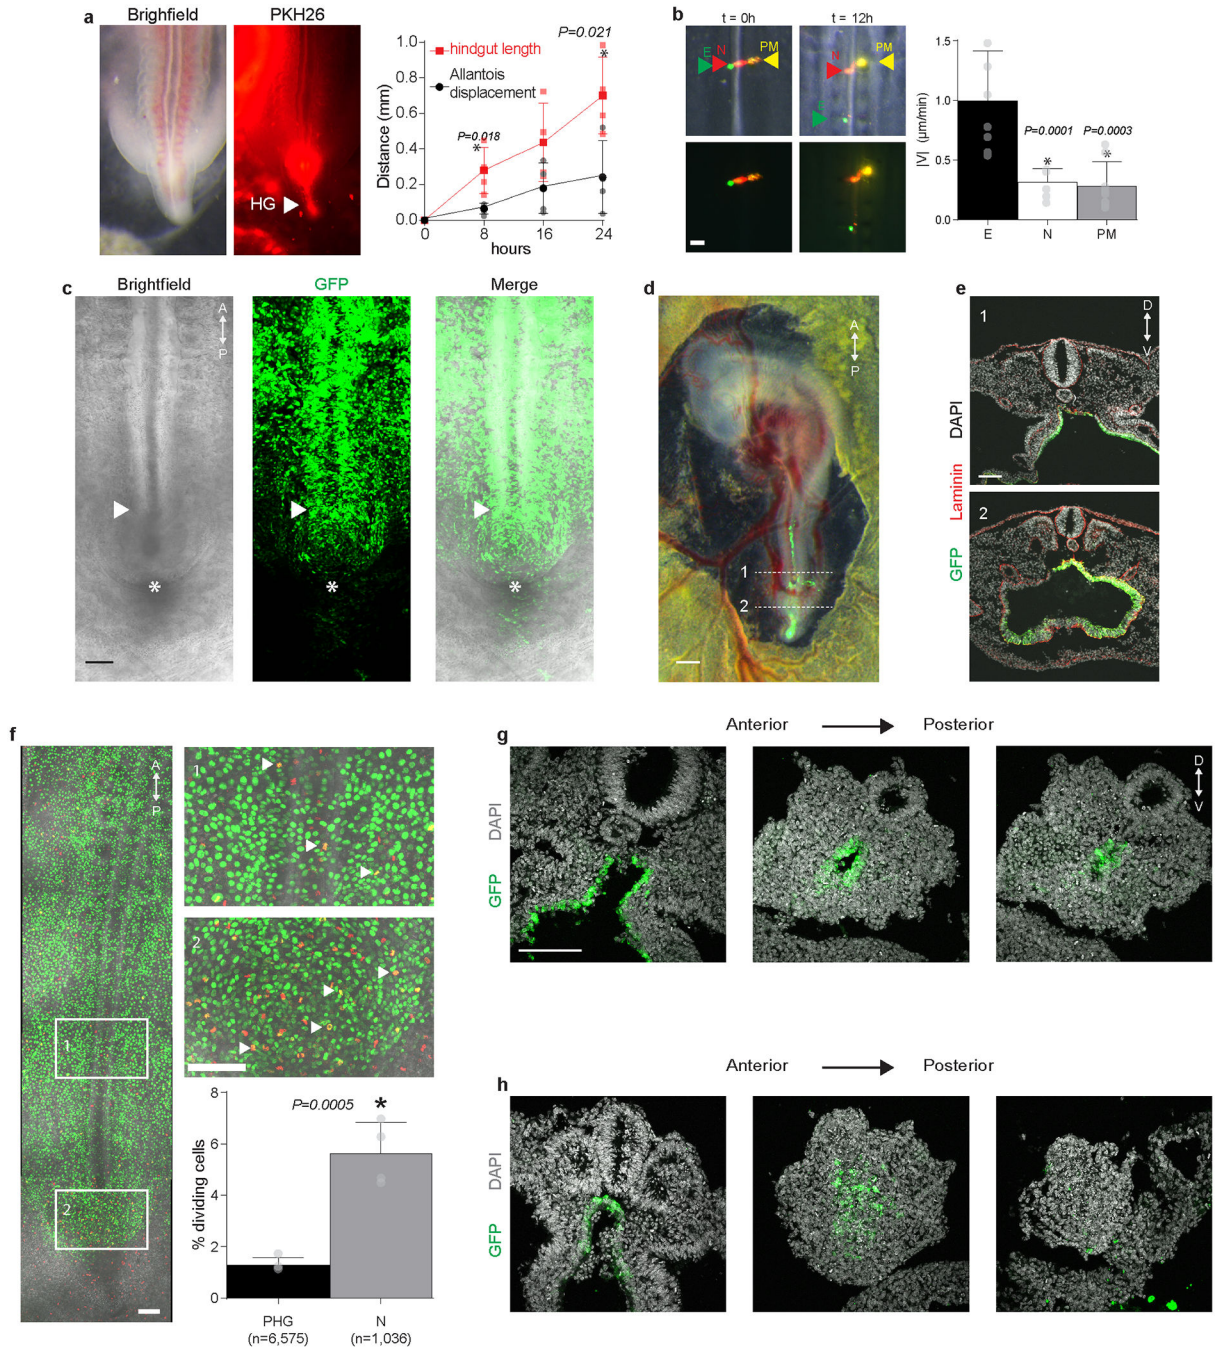 a
Brighfield
PKH26
HG
P=0.021
hindgut length
Allantois
displacement
P=0.018
*
*
Distance (mm)
1.0
0.8
0.6
0.4
0.2
0.0
0
8
16
24
hours
b
t = 0h
t = 12h
E
N
PM
N
PM
|V| (μm/min)
1.5
1.0
0.5
0.0
P=0.0001
P=0.0003
*
*
E
N
PM
c
Brightfield
GFP
Merge
A
P
*
*
*
d
A
P
1
2
e
GFP Laminin DAPI
1
D
V
2
f
A
P
1
2
1
2
% dividing cells
8
6
4
2
0
P=0.0005
*
PHG
(n=6,575)
N
(n=1,036)
g
Anterior
Posterior
GFP DAPI
D
V
h
Anterior
Posterior
GFP DAPI